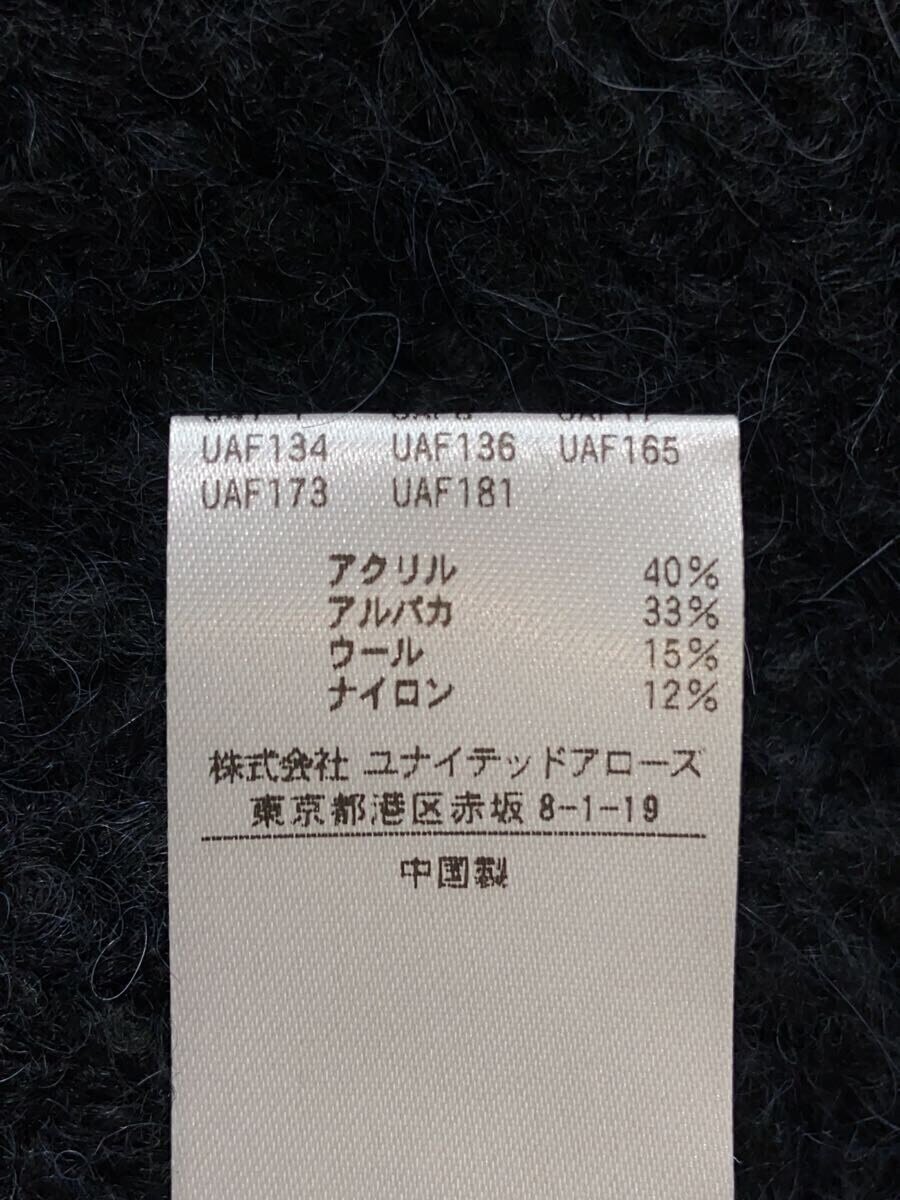 UAF134 UAF136 UAF165
UAF173 UAF181
アクリル 40%
アルパカ 33%
ウール 15%
ナイロン 12%
株式会社 ユナイテッドアローズ
東京都港区赤坂 8-1-19
中国製